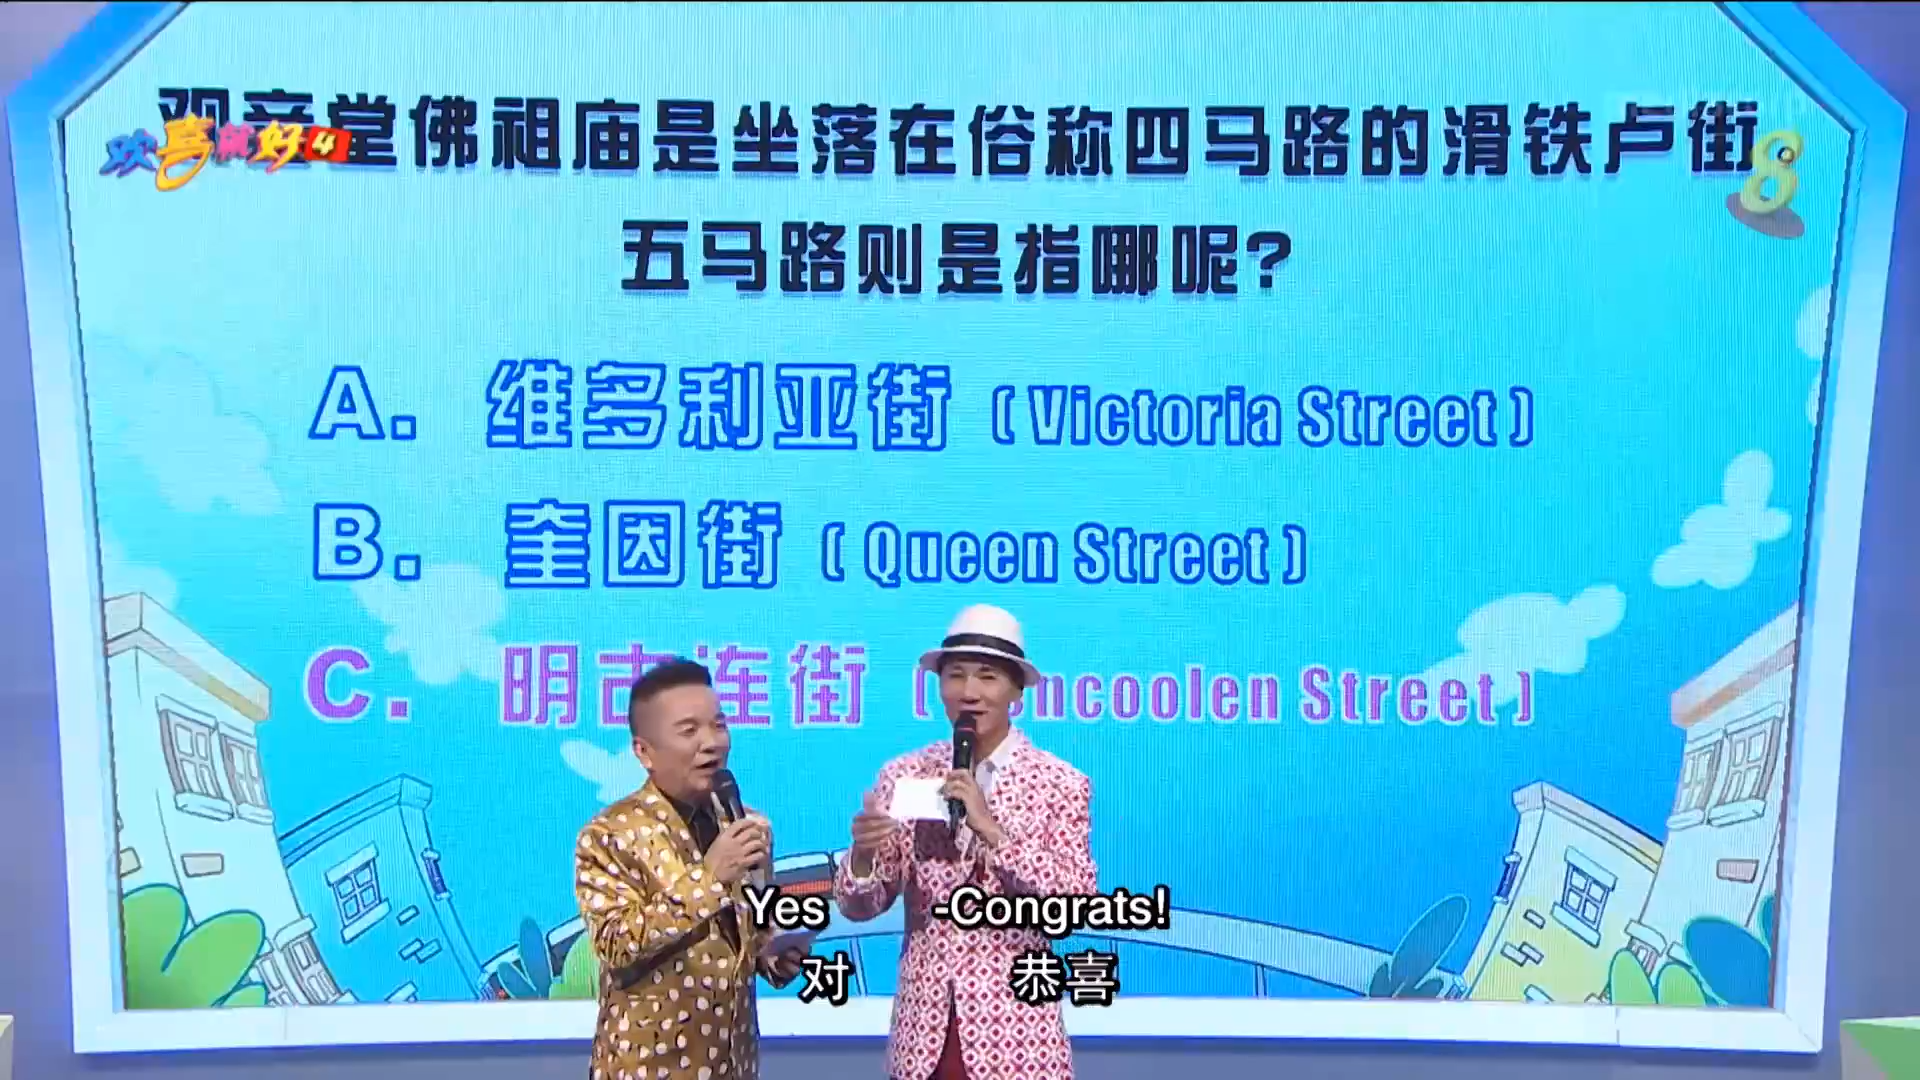 观音堂佛祖庙是坐落在俗称四马路的滑铁卢街
欢喜就好4
8
五马路则是指哪呢?
A. 维多利亚街 (Victoria Street)
B. 奎因街 (Queen Street)
C. 明古连街 (Bencoolen Street)
Yes -Congrats!
对 恭喜